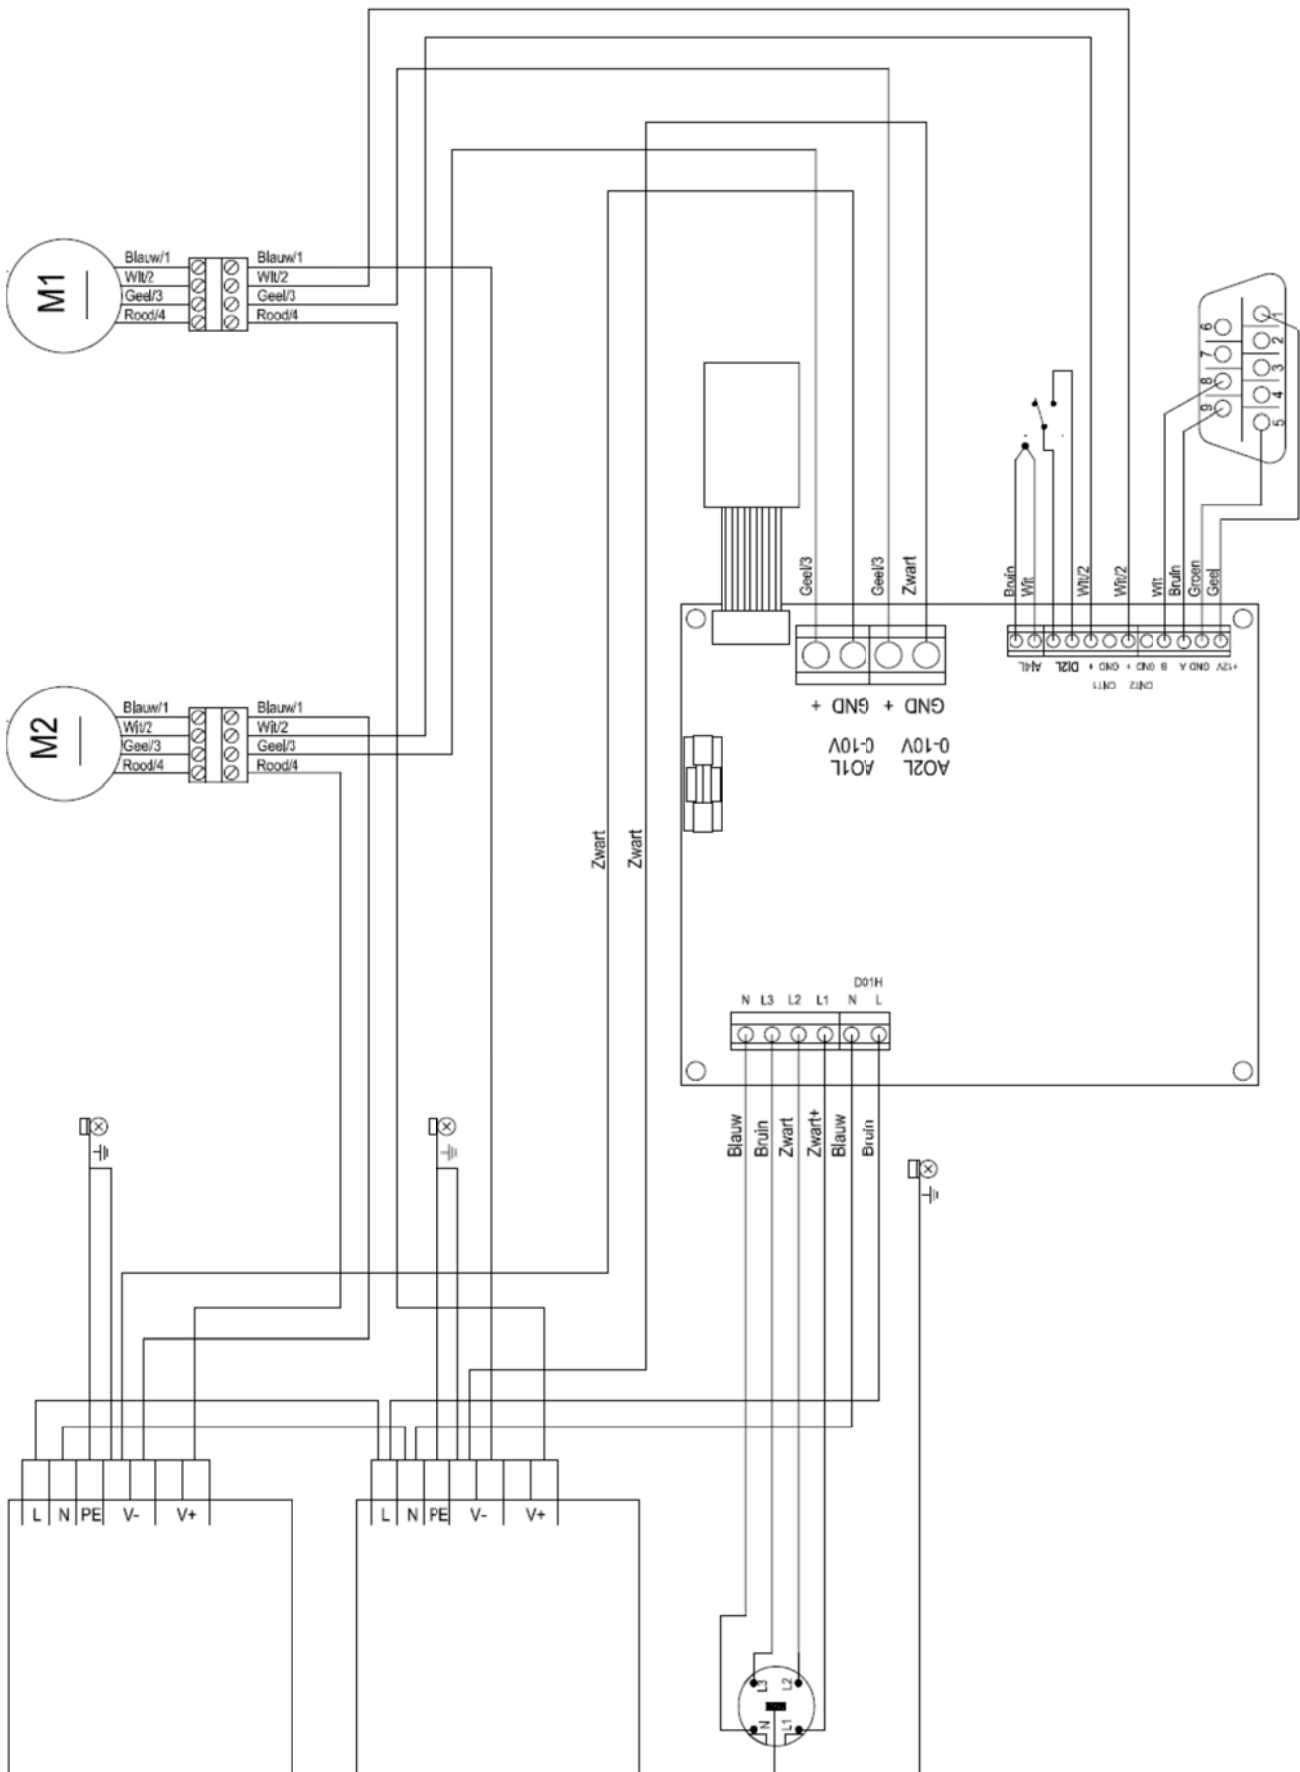 M1
Blauw/1
Wit/2
Geel/3
Rood/4
Blauw/1
Wit/2
Geel/3
Rood/4
6
7
8
9
1
2
3
4
5
Geel/3
Geel/3
Zwart
Bruin
Wit
Wit/2
Wit/2
Wit
Bruin
Groen
Geel
AI4L
DI2L
+ GND
CNT1
+ GND
CNT2
B
A
GND
+12V
+ GND
0-10V
AO1L
+ GND
0-10V
AO2L
M2
Blauw/1
Wit/2
Geel/3
Rood/4
Blauw/1
Wit/2
Geel/3
Rood/4
Zwart
Zwart
D01H
N L3 L2 L1 N L
Blauw
Bruin
Zwart
Zwart+
Blauw
Bruin
L N PE V- V+
L N PE V- V+
L3
L2
N
L1